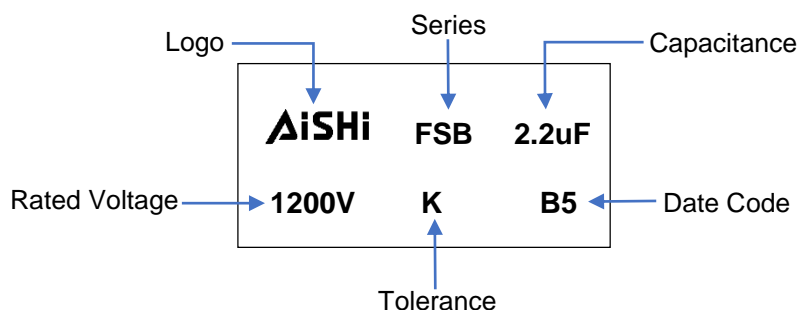 Series
Logo
Capacitance
AiSHi FSB 2.2uF
Rated Voltage
1200V K B5
Date Code
Tolerance